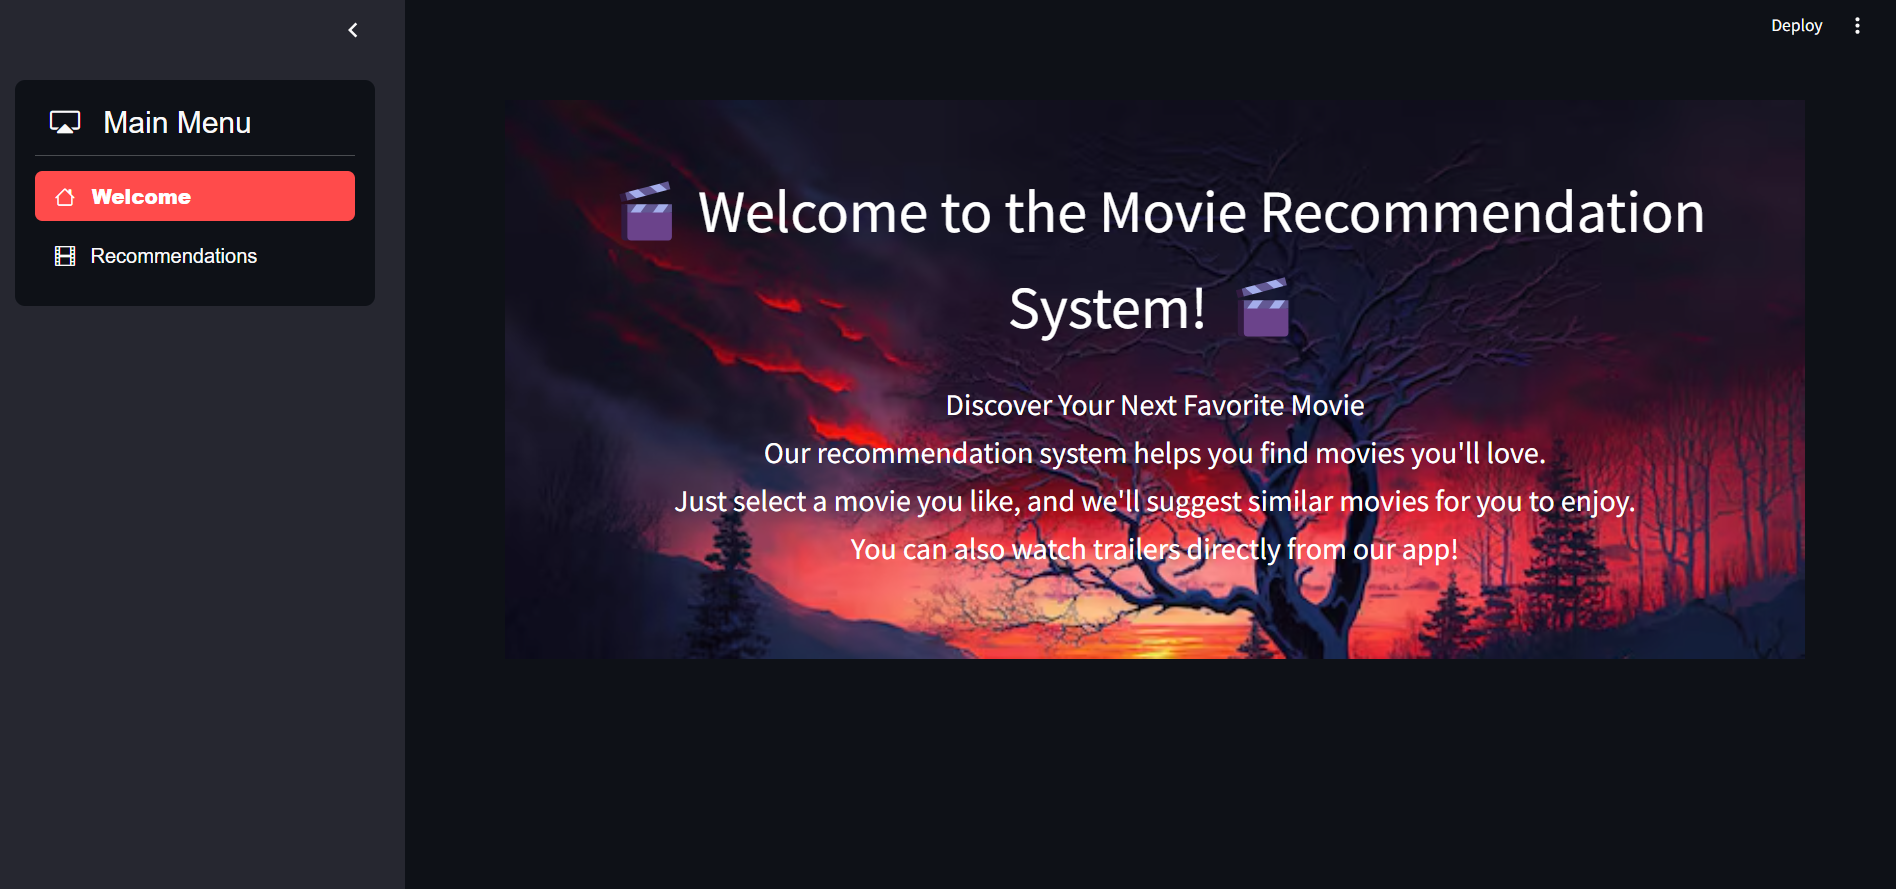 Deploy
Main Menu
Welcome
Recommendations
Welcome to the Movie Recommendation
System!
Discover Your Next Favorite Movie
Our recommendation system helps you find movies you'll love.
Just select a movie you like, and we'll suggest similar movies for you to enjoy.
You can also watch trailers directly from our app!